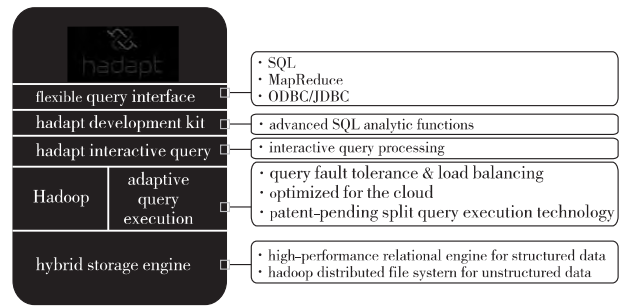 hadapt
flexible query interface
· SQL
· MapReduce
· ODBC/JDBC
hadapt development kit
· advanced SQL analytic functions
hadapt interactive query
· interactive query processing
Hadoop
adaptive
query
execution
· query fault tolerance & load balancing
· optimized for the cloud
· patent-pending split query execution technology
hybrid storage engine
· high-performance relational engine for structured data
· hadoop distributed file system for unstructured data